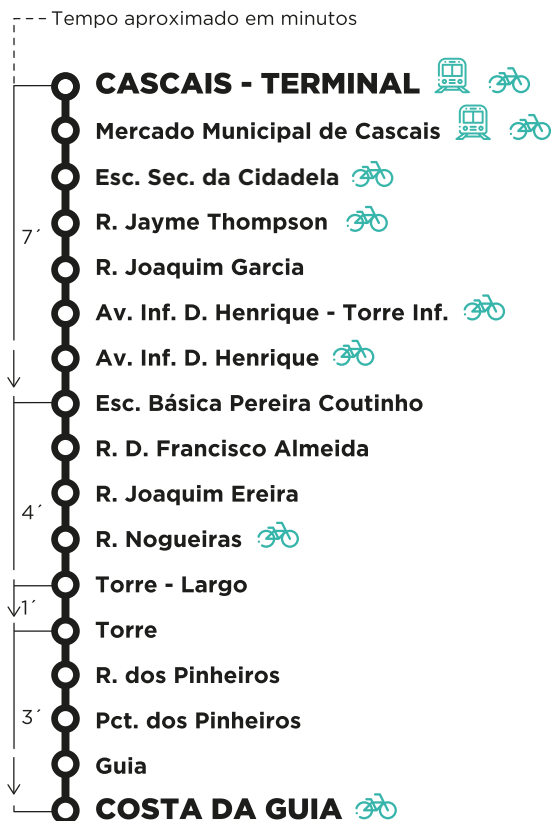 Tempo aproximado em minutos
CASCAIS - TERMINAL
Mercado Municipal de Cascais
Esc. Sec. da Cidadela
R. Jayme Thompson
7´
R. Joaquim Garcia
Av. Inf. D. Henrique - Torre Inf.
Av. Inf. D. Henrique
Esc. Básica Pereira Coutinho
R. D. Francisco Almeida
R. Joaquim Ereira
4´
R. Nogueiras
Torre - Largo
1´
Torre
R. dos Pinheiros
3´
Pct. dos Pinheiros
Guia
COSTA DA GUIA